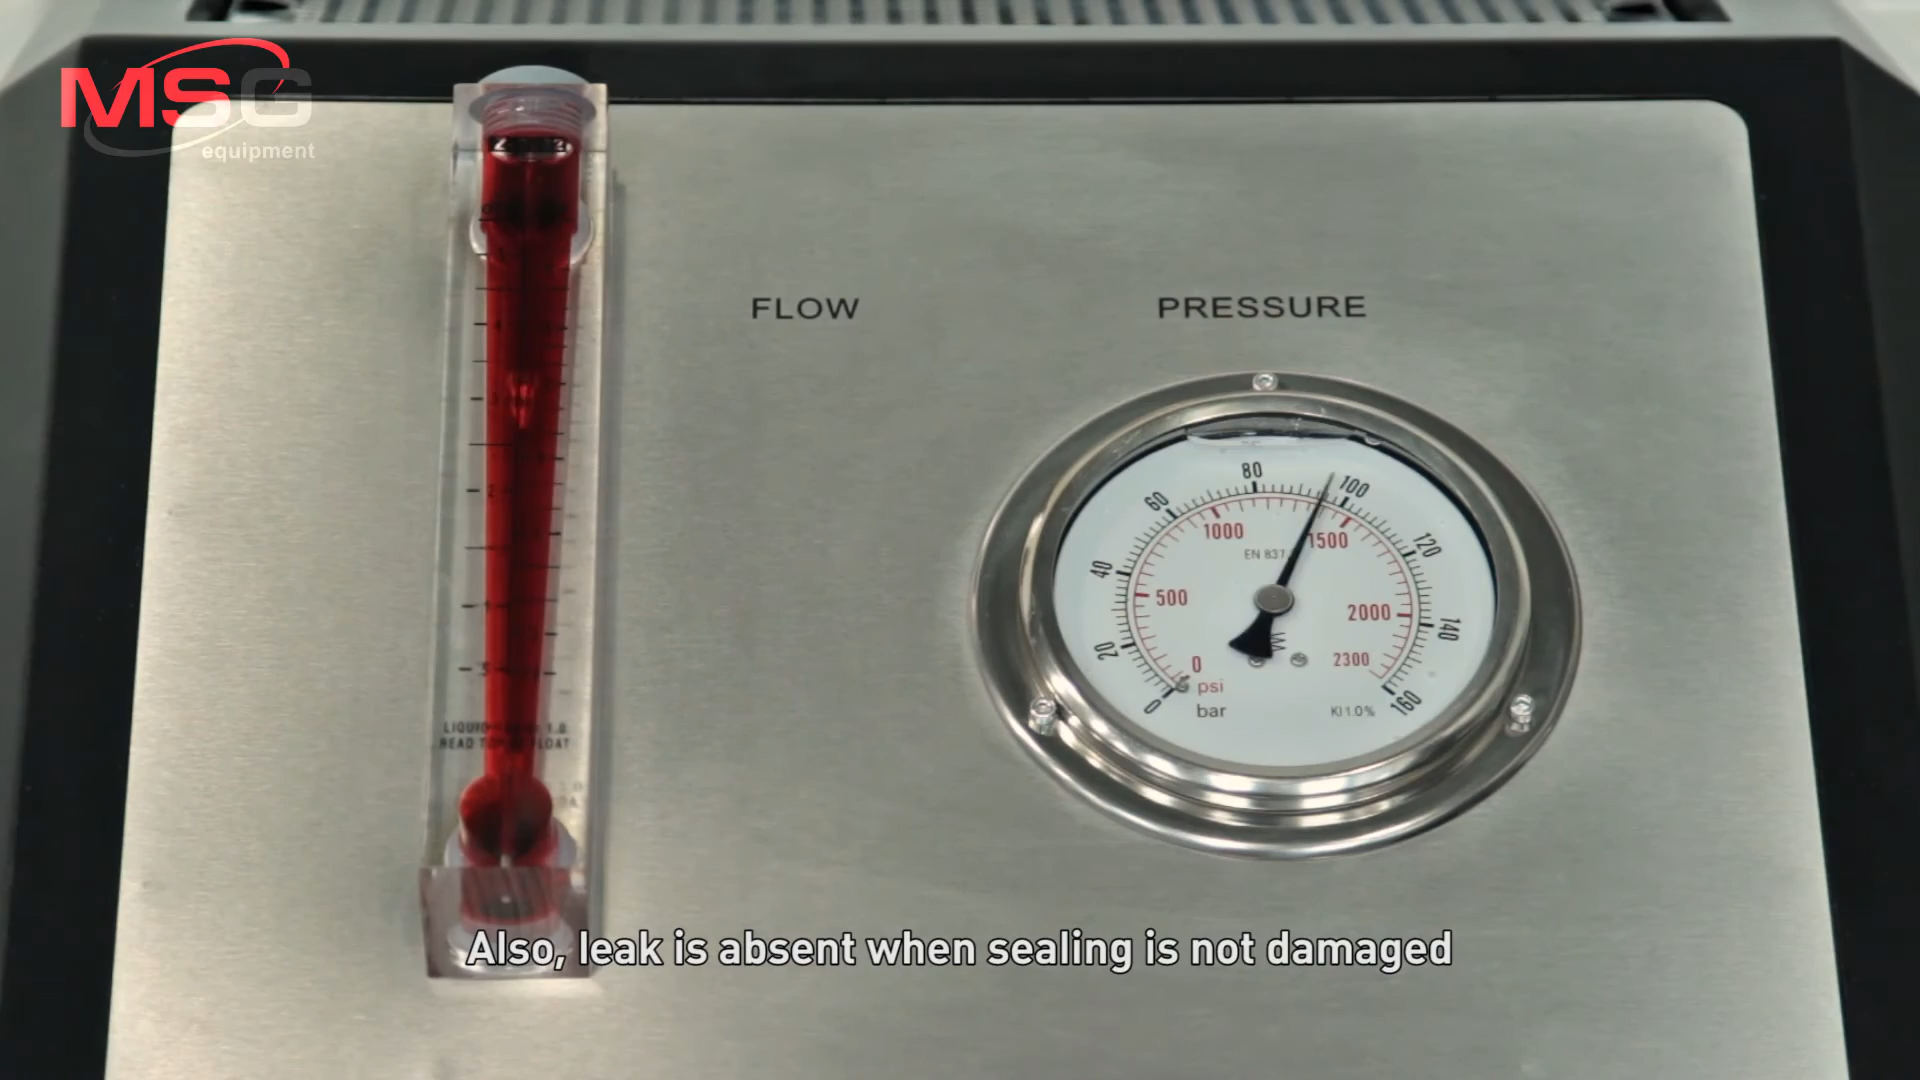 MSG
equipment
FLOW
PRESSURE
80
100
60
1000
1500
120
EN 837
40
500
2000
140
20
0
2300
psi
0
bar
KI 1.0%
160
Also, leak is absent when sealing is not damaged